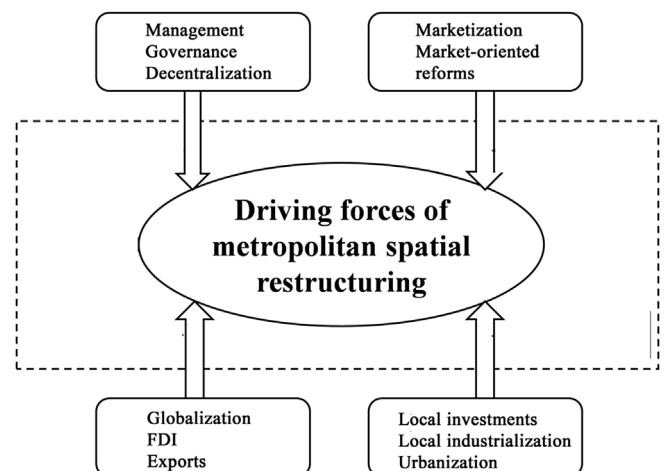 Management
Governance
Decentralization
Marketization
Market-oriented
reforms
Driving forces of
metropolitan spatial
restructuring
Globalization
FDI
Exports
Local investments
Local industrialization
Urbanization